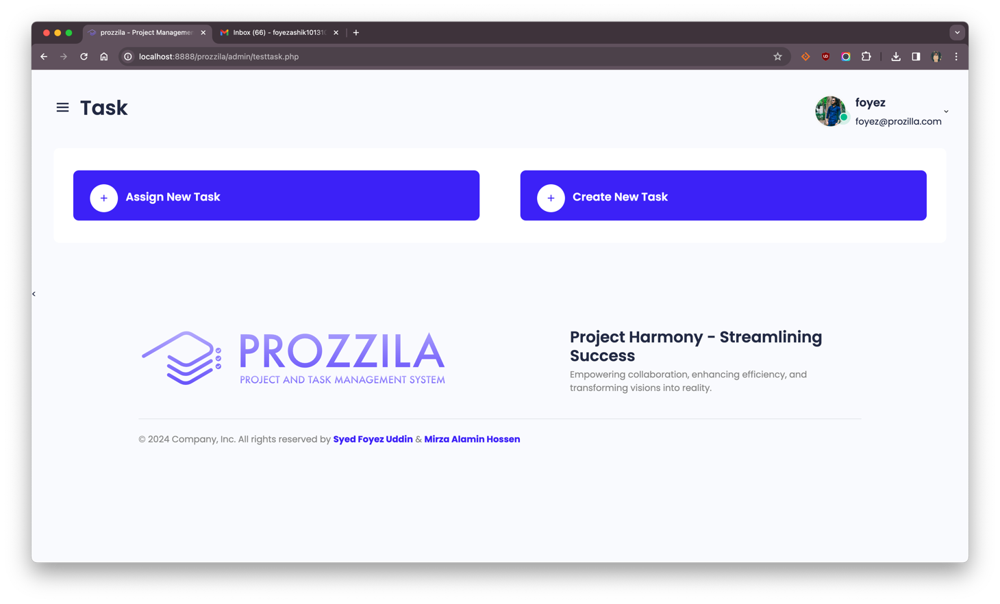 prozzila - Project Managemen
Inbox (66) - foyezashik10131
localhost:8888/prozzila/admin/testtask.php
Task
foyez
foyez@prozilla.com
Assign New Task
Create New Task
PROZZILA
PROJECT AND TASK MANAGEMENT SYSTEM
Project Harmony - Streamlining
Success
Empowering collaboration, enhancing efficiency, and
transforming visions into reality.
© 2024 Company, Inc. All rights reserved by Syed Foyez Uddin & Mirza Alamin Hossen